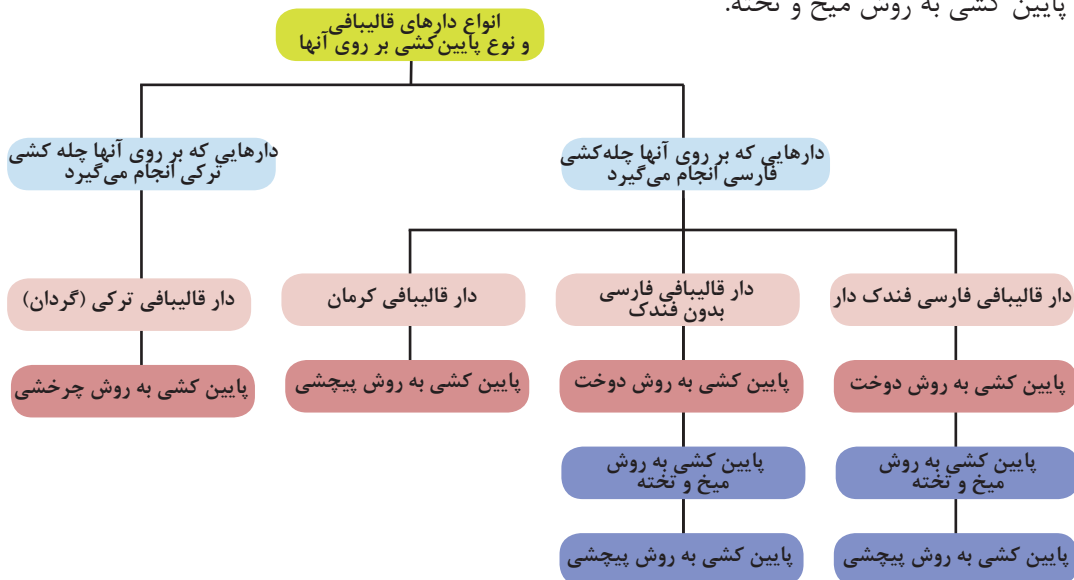 پایین کشی به روش میخ و تخته.
انواع دارهای قالیبافی
و نوع پایین‌کشی بر روی آنها
دارهایی که بر روی آنها چله‌کشی
فارسی انجام می‌گیرد
دارهایی که بر روی آنها چله کشی
ترکی انجام می‌گیرد
دار قالیبافی فارسی فندک دار
دار قالیبافی فارسی
بدون فندک
دار قالیبافی کرمان
دار قالیبافی ترکی (گردان)
پایین کشی به روش دوخت
پایین کشی به روش دوخت
پایین کشی به روش پیچشی
پایین کشی به روش چرخشی
پایین کشی به روش
میخ و تخته
پایین کشی به روش
میخ و تخته
پایین کشی به روش پیچشی
پایین کشی به روش پیچشی